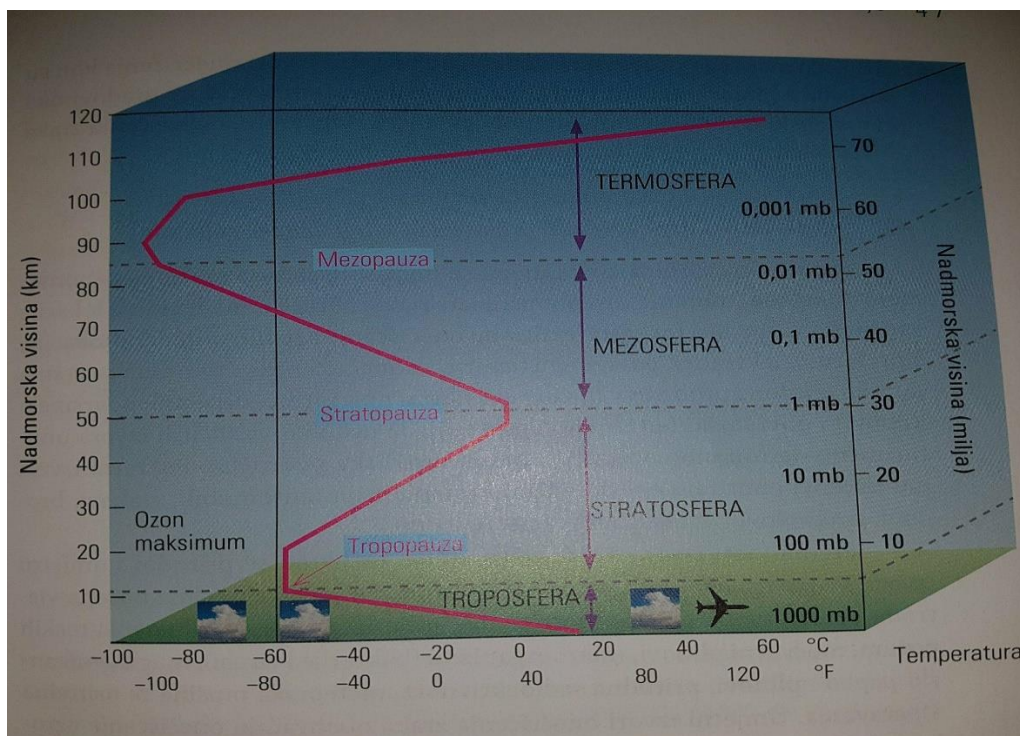 120
110
100
90
80
70
60
50
40
30
20
10
Nadmorska visina (km)
TERMOSFERA
Mezopauza
MEZOSFERA
Stratopauza
STRATOSFERA
Ozon
maksimum
Tropopauza
TROPOSFERA
0,001 mb
0,01 mb
0,1 mb
1 mb
10 mb
100 mb
1000 mb
70
60
50
40
30
20
10
Nadmorska visina (milja)
-100 -80 -60 -40 -20 0 20 40 60 °C
-100 -40 0 40 80 120 °F
Temperatura